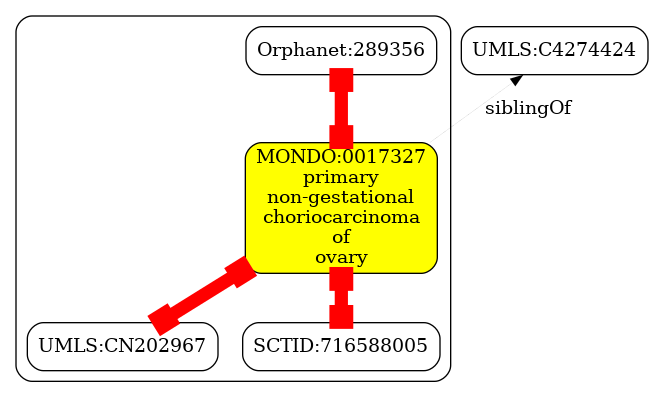 Orphanet:289356
UMLS:C4274424
siblingOf
MONDO:0017327
primary
non-gestational
choriocarcinoma
of
ovary
UMLS:CN202967
SCTID:716588005